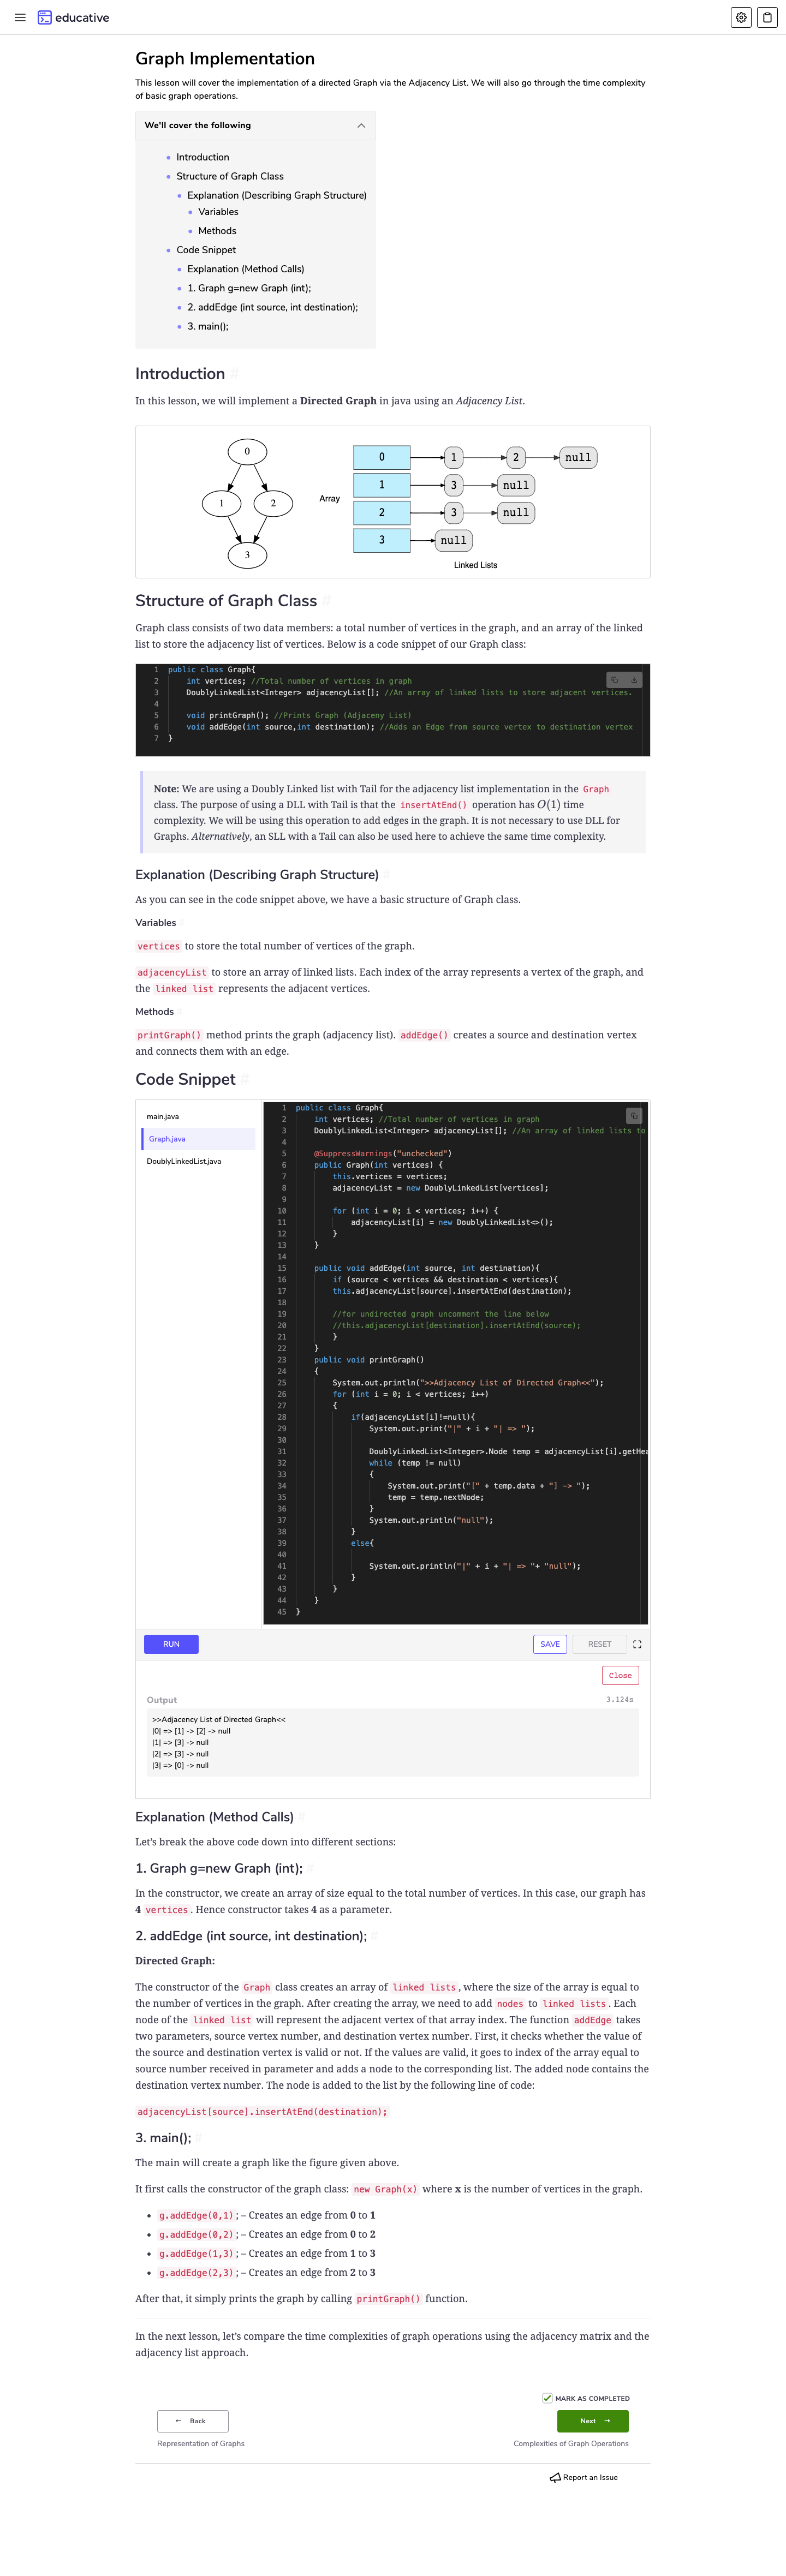 educative
Graph Implementation
This lesson will cover the implementation of a directed Graph via the Adjacency List. We will also go through the time complexity
of basic graph operations.
We'll cover the following
Introduction
Structure of Graph Class
Explanation (Describing Graph Structure)
Variables
Methods
Code Snippet
Explanation (Method Calls)
1. Graph g=new Graph (int);
2. addEdge (int source, int destination);
3. main();
Introduction #
In this lesson, we will implement a Directed Graph in java using an Adjacency List.
0
1
2
3
Array
0 1 2 null
1 3 null
2 3 null
3 null
Linked Lists
Structure of Graph Class #
Graph class consists of two data members: a total number of vertices in the graph, and an array of the linked
list to store the adjacency list of vertices. Below is a code snippet of our Graph class:
1 public class Graph{
2 int vertices; //Total number of vertices in graph
3 DoublyLinkedList<Integer> adjacencyList[]; //An array of linked lists to store adjacent vertices.
4
5 void printGraph(); //Prints Graph (Adjaceny List)
6 void addEdge(int source,int destination); //Adds an Edge from source vertex to destination vertex
7 }
Note: We are using a Doubly Linked list with Tail for the adjacency list implementation in the Graph
class. The purpose of using a DLL with Tail is that the insertAtEnd() operation has O(1) time
complexity. We will be using this operation to add edges in the graph. It is not necessary to use DLL for
Graphs. Alternatively, an SLL with a Tail can also be used here to achieve the same time complexity.
Explanation (Describing Graph Structure) #
As you can see in the code snippet above, we have a basic structure of Graph class.
Variables #
vertices to store the total number of vertices of the graph.
adjacencyList to store an array of linked lists. Each index of the array represents a vertex of the graph, and
the linked list represents the adjacent vertices.
Methods #
printGraph() method prints the graph (adjacency list). addEdge() creates a source and destination vertex
and connects them with an edge.
Code Snippet #
main.java
Graph.java
DoublyLinkedList.java
1 public class Graph{
2 int vertices; //Total number of vertices in graph
3 DoublyLinkedList<Integer> adjacencyList[]; //An array of linked lists to
4
5 @SuppressWarnings("unchecked")
6 public Graph(int vertices) {
7 this.vertices = vertices;
8 adjacencyList = new DoublyLinkedList[vertices];
9
10 for (int i = 0; i < vertices; i++) {
11 adjacencyList[i] = new DoublyLinkedList<>();
12 }
13 }
14
15 public void addEdge(int source, int destination){
16 if (source < vertices && destination < vertices){
17 this.adjacencyList[source].insertAtEnd(destination);
18
19 //for undirected graph uncomment the line below
20 //this.adjacencyList[destination].insertAtEnd(source);
21 }
22 }
23 public void printGraph()
24 {
25 System.out.println(">>Adjacency List of Directed Graph<<");
26 for (int i = 0; i < vertices; i++)
27 {
28 if(adjacencyList[i]!=null){
29 System.out.print("|" + i + "| => ");
30
31 DoublyLinkedList<Integer>.Node temp = adjacencyList[i].getHea
32 while (temp != null)
33 {
34 System.out.print("[" + temp.data + "] -> ");
35 temp = temp.nextNode;
36 }
37 System.out.println("null");
38 }
39 else{
40
41 System.out.println("|" + i + "| => "+ "null");
42 }
43 }
44 }
45 }
RUN
SAVE
RESET
Close
Output 3.124s
>>Adjacency List of Directed Graph<<
|0| => [1] -> [2] -> null
|1| => [3] -> null
|2| => [3] -> null
|3| => [0] -> null
Explanation (Method Calls) #
Let's break the above code down into different sections:
1. Graph g=new Graph (int); #
In the constructor, we create an array of size equal to the total number of vertices. In this case, our graph has
4 vertices. Hence constructor takes 4 as a parameter.
2. addEdge (int source, int destination); #
Directed Graph:
The constructor of the Graph class creates an array of linked lists, where the size of the array is equal to
the number of vertices in the graph. After creating the array, we need to add nodes to linked lists. Each
node of the linked list will represent the adjacent vertex of that array index. The function addEdge takes
two parameters, source vertex number, and destination vertex number. First, it checks whether the value of
the source and destination vertex is valid or not. If the values are valid, it goes to index of the array equal to
source number received in parameter and adds a node to the corresponding list. The added node contains the
destination vertex number. The node is added to the list by the following line of code:
adjacencyList[source].insertAtEnd(destination);
3. main(); #
The main will create a graph like the figure given above.
It first calls the constructor of the graph class: new Graph(x) where x is the number of vertices in the graph.
g.addEdge(0,1); – Creates an edge from 0 to 1
g.addEdge(0,2); – Creates an edge from 0 to 2
g.addEdge(1,3); – Creates an edge from 1 to 3
g.addEdge(2,3); – Creates an edge from 2 to 3
After that, it simply prints the graph by calling printGraph() function.
In the next lesson, let's compare the time complexities of graph operations using the adjacency matrix and the
adjacency list approach.
MARK AS COMPLETED
← Back
Next →
Representation of Graphs
Complexities of Graph Operations
Report an Issue